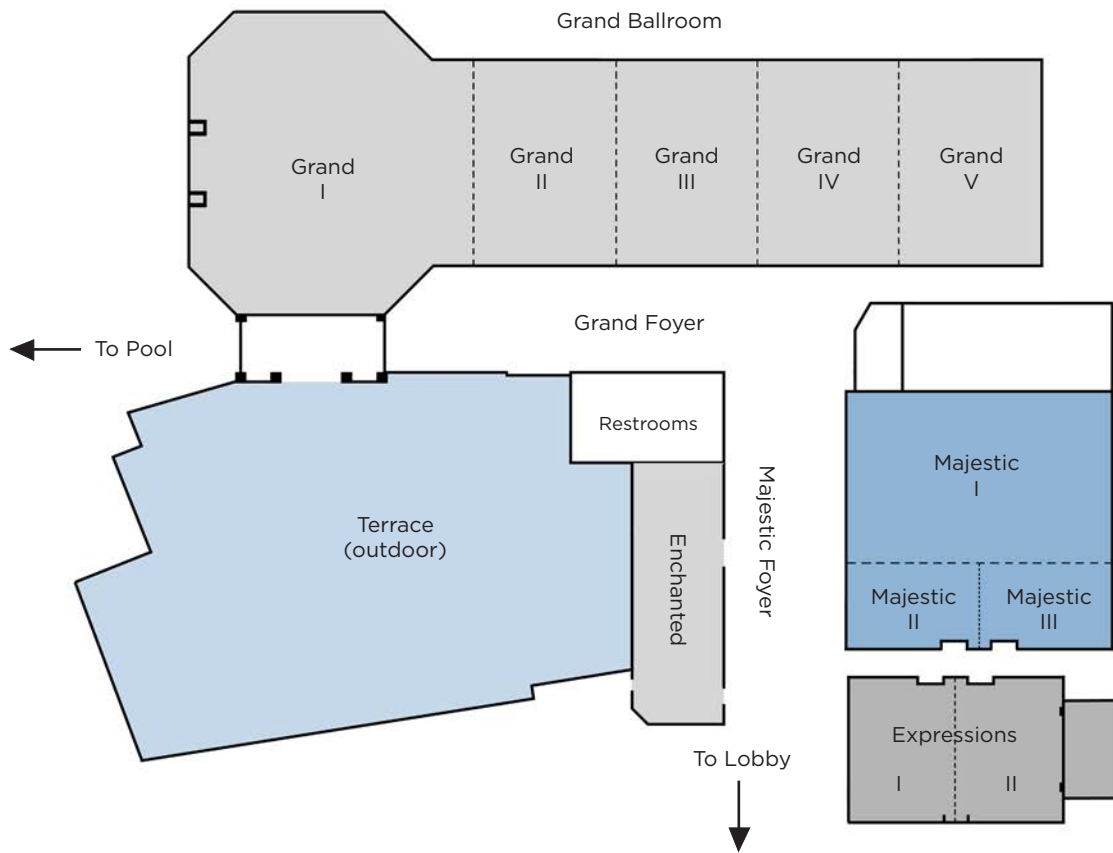 Grand Ballroom
Grand
I
Grand
II
Grand
III
Grand
IV
Grand
V
Grand Foyer
To Pool
Restrooms
Majestic
I
Majestic Foyer
Terrace
(outdoor)
Enchanted
Majestic
II
Majestic
III
Expressions
I
II
To Lobby